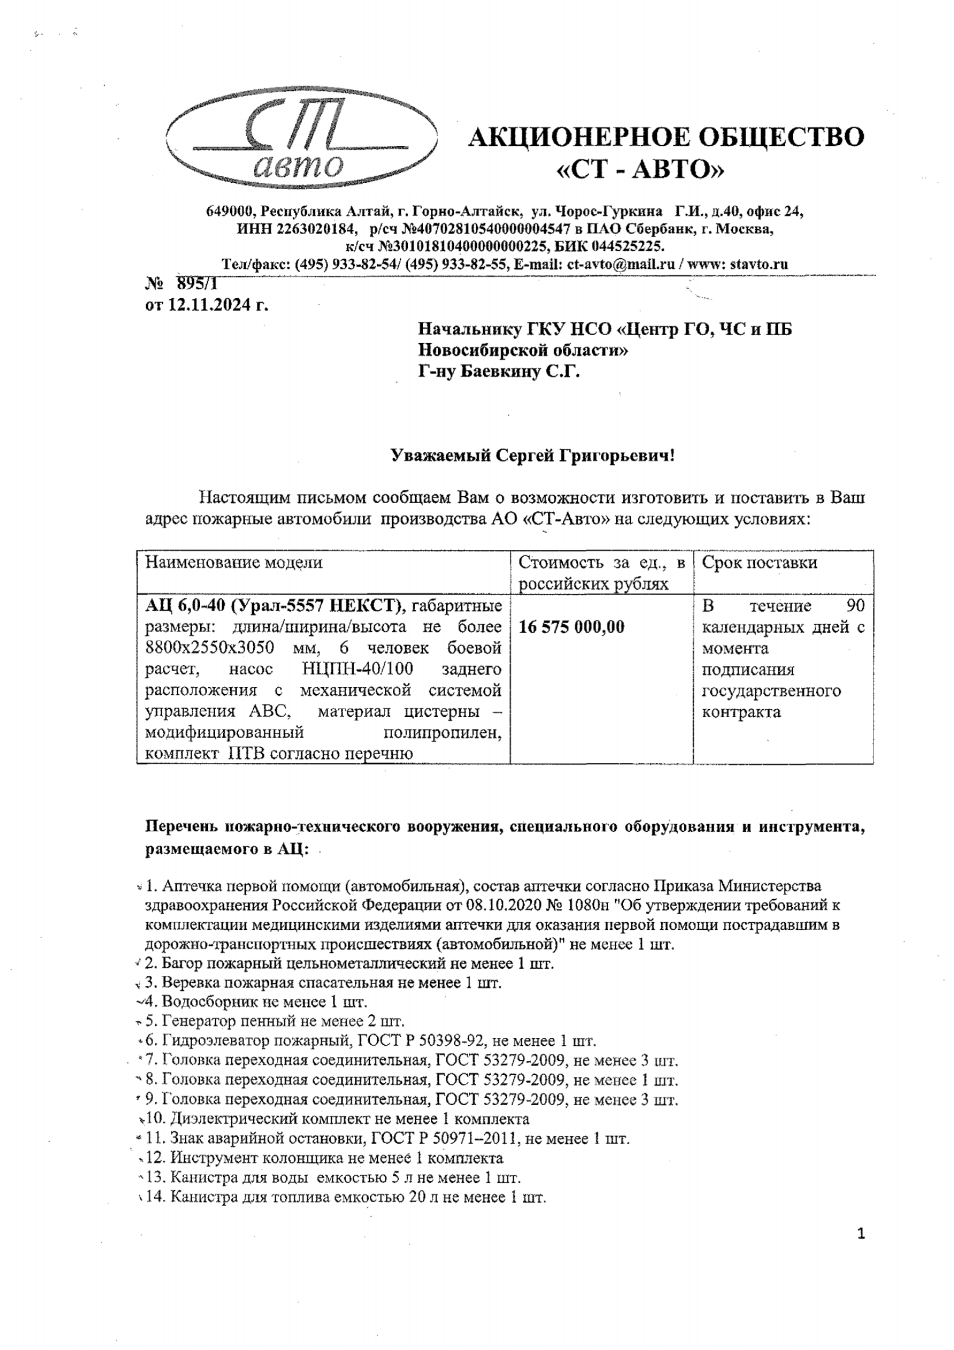 СТ
авто
АКЦИОНЕРНОЕ ОБЩЕСТВО
«СТ - АВТО»
649000, Республика Алтай, г. Горно-Алтайск, ул. Чорос-Гуркина Г.И., д.40, офис 24,
ИНН 2263020184, р/сч №40702810540000004547 в ПАО Сбербанк, г. Москва,
к/сч №30101810400000000225, БИК 044525225.
Тел/факс: (495) 933-82-54/ (495) 933-82-55, E-mail: ct-avto@mail.ru / www: stavto.ru
№ 895/1
от 12.11.2024 г.
Начальнику ГКУ НСО «Центр ГО, ЧС и ПБ
Новосибирской области»
Г-ну Баевкину С.Г.
Уважаемый Сергей Григорьевич!
Настоящим письмом сообщаем Вам о возможности изготовить и поставить в Ваш
адрес пожарные автомобили производства АО «СТ-Авто» на следующих условиях:
Наименование модели
Стоимость за ед., в
российских рублях
Срок поставки
АЦ 6,0-40 (Урал-5557 НЕКСТ), габаритные
размеры: длина/ширина/высота не более
8800х2550х3050 мм, 6 человек боевой
расчет, насос НЦПН-40/100 заднего
расположения с механической системой
управления АВС, материал цистерны –
модифицированный полипропилен,
комплект ПТВ согласно перечню
16 575 000,00
В течение 90
календарных дней с
момента
подписания
государственного
контракта
Перечень пожарно-технического вооружения, специального оборудования и инструмента,
размещаемого в АЦ:
1. Аптечка первой помощи (автомобильная), состав аптечки согласно Приказа Министерства
здравоохранения Российской Федерации от 08.10.2020 № 1080н "Об утверждении требований к
комплектации медицинскими изделиями аптечки для оказания первой помощи пострадавшим в
дорожно-транспортных происшествиях (автомобильной)" не менее 1 шт.
2. Багор пожарный цельнометаллический не менее 1 шт.
3. Веревка пожарная спасательная не менее 1 шт.
4. Водосборник не менее 1 шт.
5. Генератор пенный не менее 2 шт.
6. Гидроэлеватор пожарный, ГОСТ Р 50398-92, не менее 1 шт.
7. Головка переходная соединительная, ГОСТ 53279-2009, не менее 3 шт.
8. Головка переходная соединительная, ГОСТ 53279-2009, не менее 1 шт.
9. Головка переходная соединительная, ГОСТ 53279-2009, не менее 3 шт.
10. Диэлектрический комплект не менее 1 комплекта
11. Знак аварийной остановки, ГОСТ Р 50971–2011, не менее 1 шт.
12. Инструмент колонщика не менее 1 комплекта
13. Канистра для воды емкостью 5 л не менее 1 шт.
14. Канистра для топлива емкостью 20 л не менее 1 шт.
1